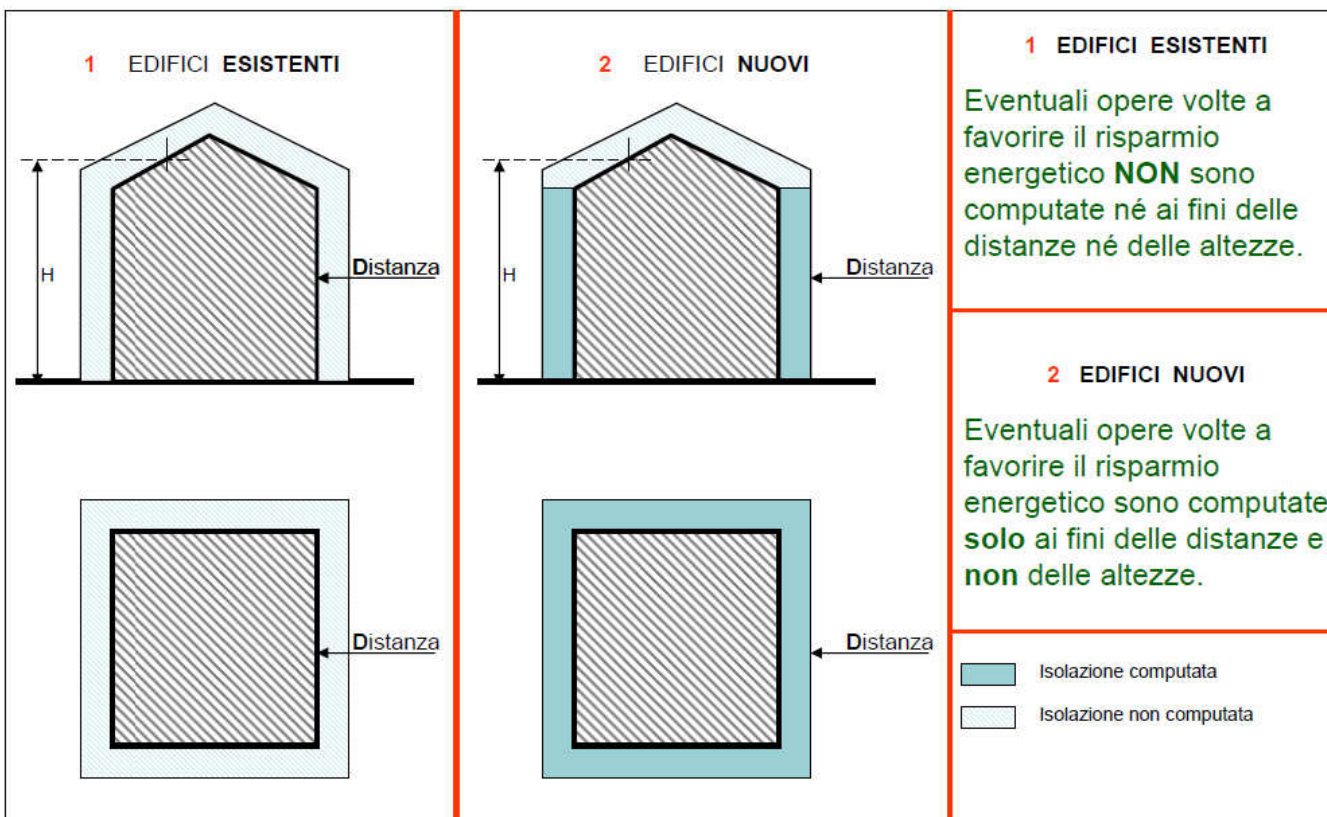 1 EDIFICI ESISTENTI
H
Distanza
Distanza
2 EDIFICI NUOVI
H
Distanza
Distanza
1 EDIFICI ESISTENTI
Eventuali opere volte a
favorire il risparmio
energetico NON sono
computate né ai fini delle
distanze né delle altezze.
2 EDIFICI NUOVI
Eventuali opere volte a
favorire il risparmio
energetico sono computate
solo ai fini delle distanze e
non delle altezze.
Isolazione computata
Isolazione non computata